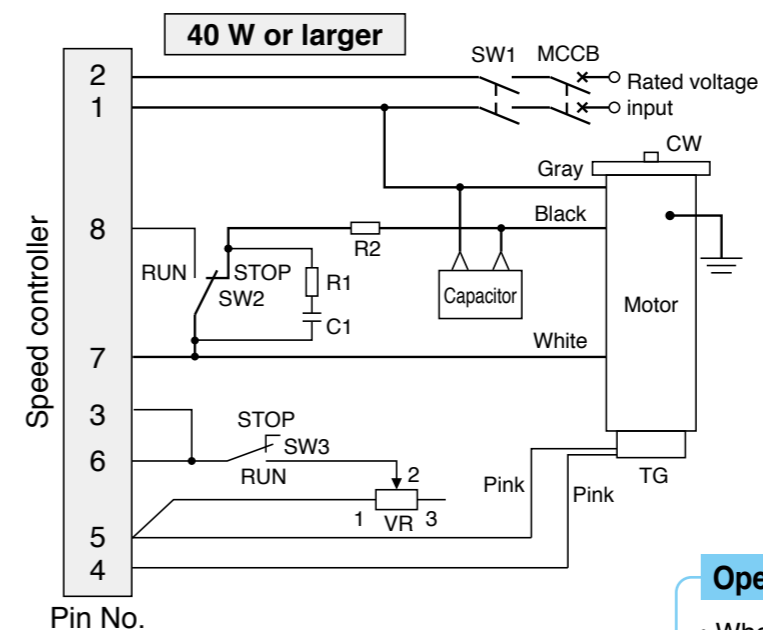 40 W or larger
SW1 MCCB
2
Rated voltage
1
input
CW
Gray
Black
8
R2
RUN
STOP
R1
SW2
Capacitor
Motor
C1
White
7
Speed controller
3
STOP
SW3
6
RUN
2
Pink
Pink
TG
1 VR 3
5
4
Pin No.
Ope
• Whe